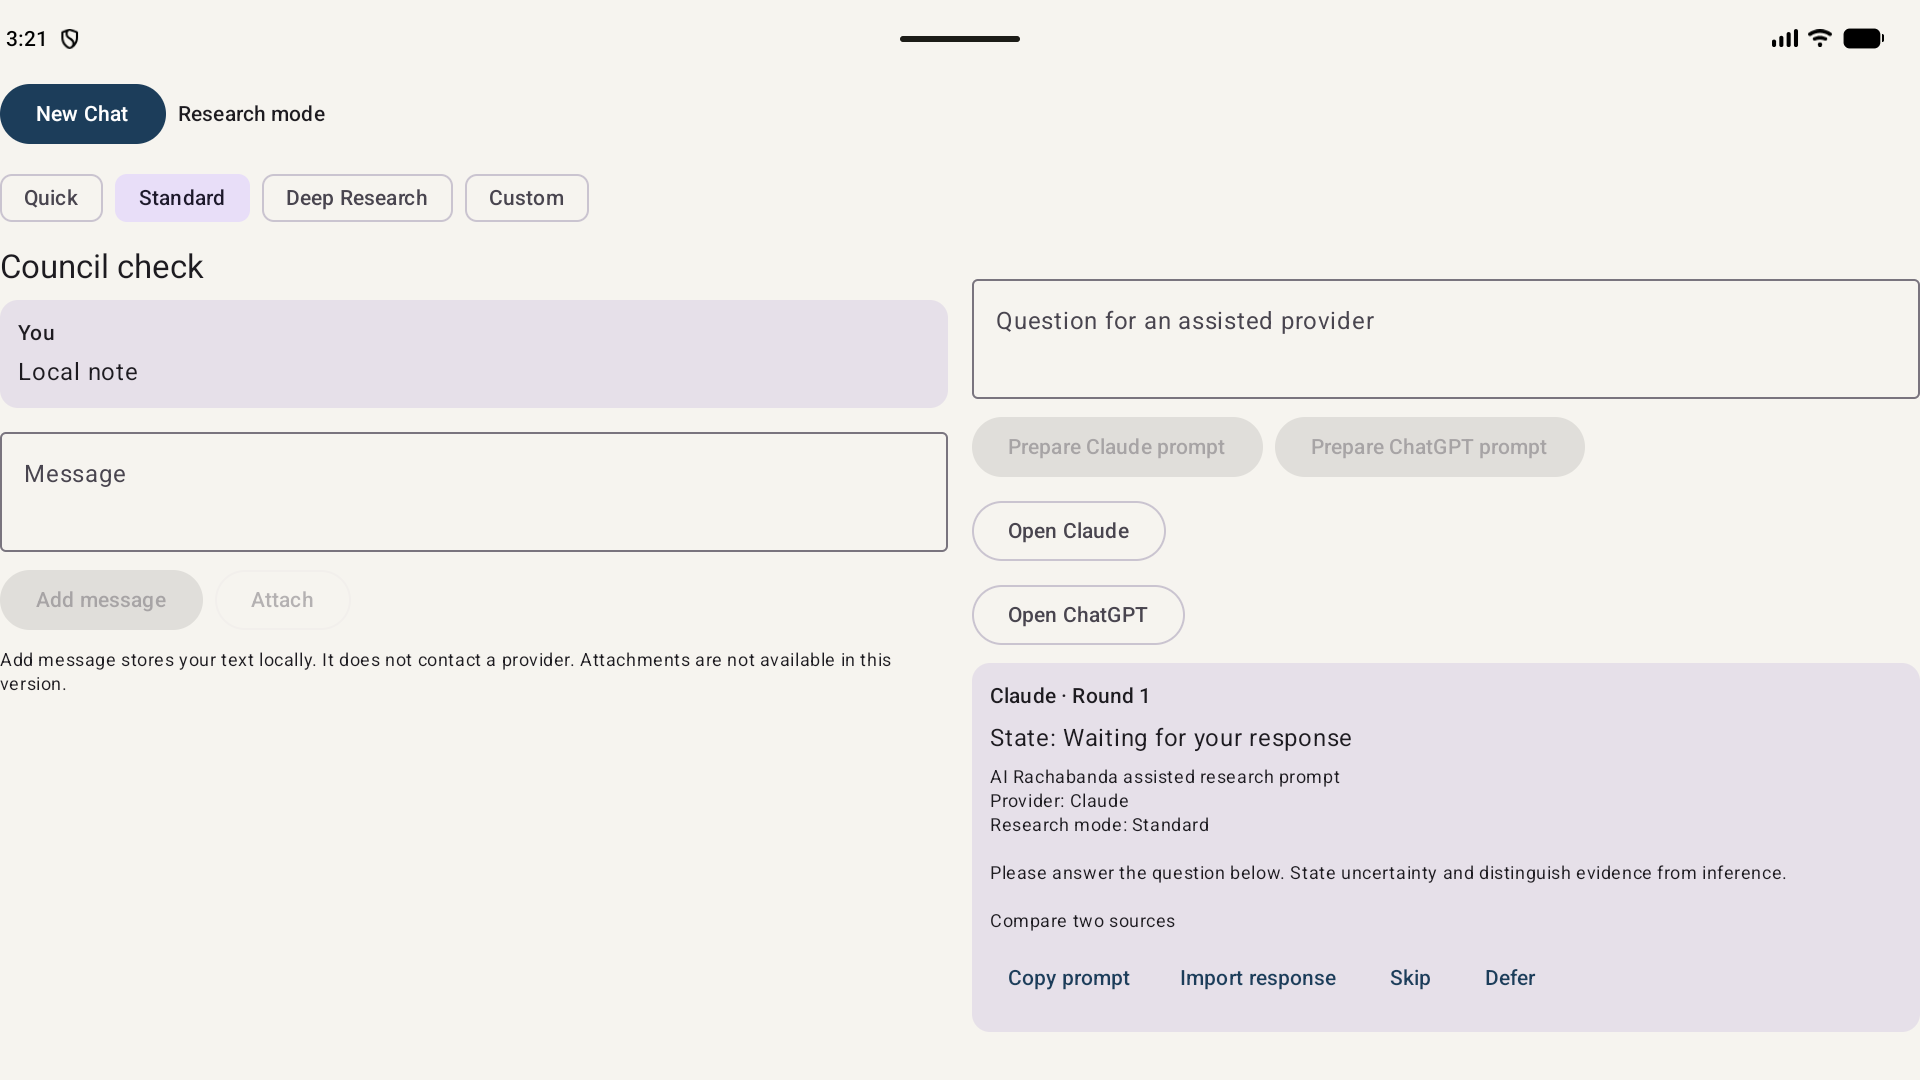 3:21
New Chat
Research mode
Quick
Standard
Deep Research
Custom
Council check
You
Local note
Message
Add message
Attach
Add message stores your text locally. It does not contact a provider. Attachments are not available in this
version.
Question for an assisted provider
Prepare Claude prompt
Prepare ChatGPT prompt
Open Claude
Open ChatGPT
Claude · Round 1
State: Waiting for your response
AI Rachabanda assisted research prompt
Provider: Claude
Research mode: Standard
Please answer the question below. State uncertainty and distinguish evidence from inference.
Compare two sources
Copy prompt
Import response
Skip
Defer